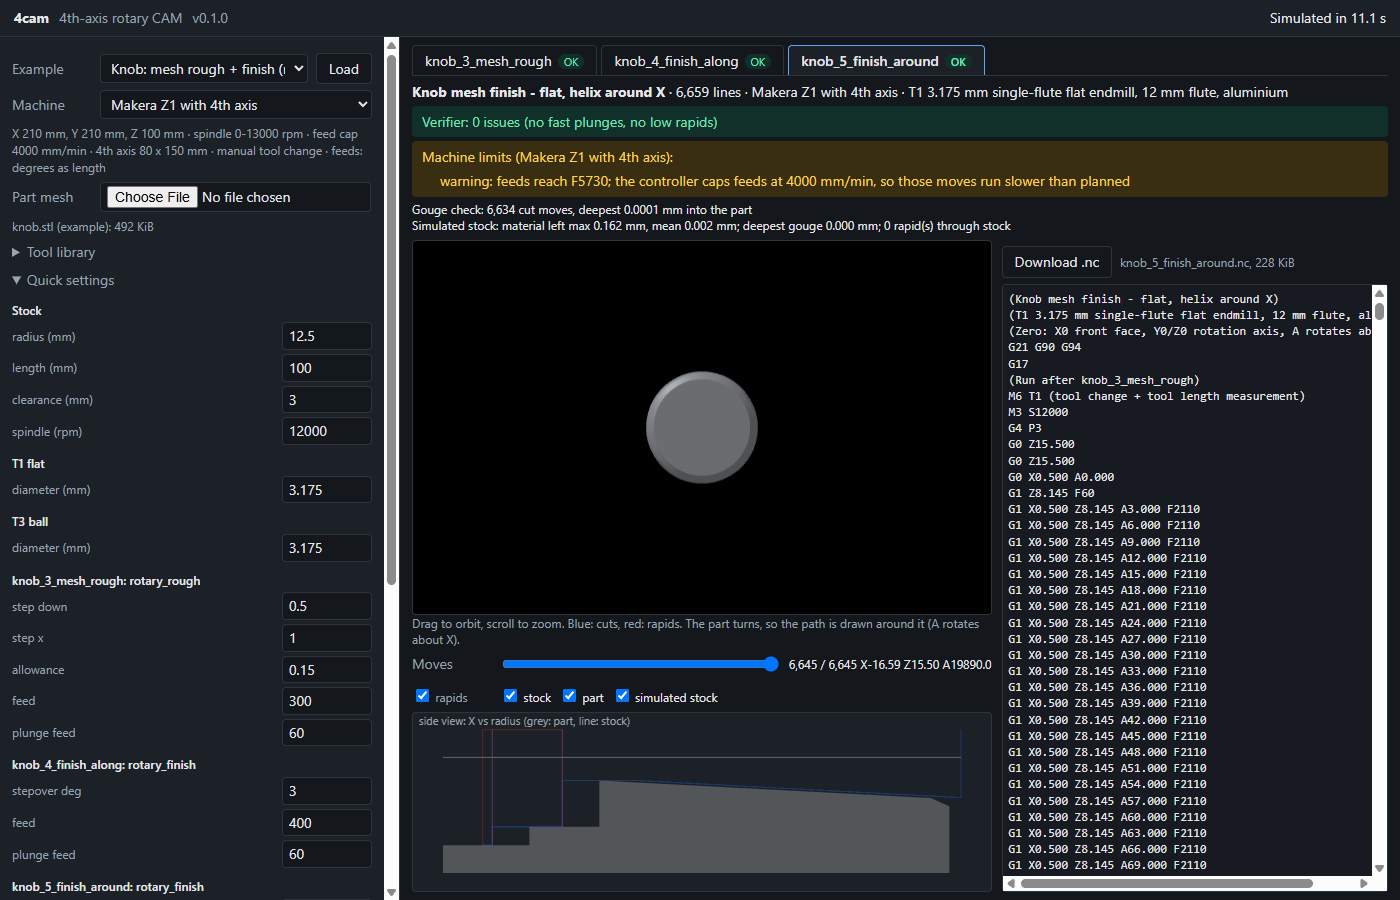 4cam 4th-axis rotary CAM v0.1.0
Simulated in 11.1 s
Example
Knob: mesh rough + finish (
Load
Machine
Makera Z1 with 4th axis
X 210 mm, Y 210 mm, Z 100 mm · spindle 0-13000 rpm · feed cap
4000 mm/min · 4th axis 80 x 150 mm · manual tool change · feeds:
degrees as length
Part mesh
Choose File No file chosen
knob.stl (example): 492 KiB
▶ Tool library
▼ Quick settings
Stock
radius (mm) 12.5
length (mm) 100
clearance (mm) 3
spindle (rpm) 12000
T1 flat
diameter (mm) 3.175
T3 ball
diameter (mm) 3.175
knob_3_mesh_rough: rotary_rough
step down 0.5
step x 1
allowance 0.15
feed 300
plunge feed 60
knob_4_finish_along: rotary_finish
stepover deg 3
feed 400
plunge feed 60
knob_5_finish_around: rotary_finish
knob_3_mesh_rough OK
knob_4_finish_along OK
knob_5_finish_around OK
Knob mesh finish - flat, helix around X · 6,659 lines · Makera Z1 with 4th axis · T1 3.175 mm single-flute flat endmill, 12 mm flute, aluminium
Verifier: 0 issues (no fast plunges, no low rapids)
Machine limits (Makera Z1 with 4th axis):
warning: feeds reach F5730; the controller caps feeds at 4000 mm/min, so those moves run slower than planned
Gouge check: 6,634 cut moves, deepest 0.0001 mm into the part
Simulated stock: material left max 0.162 mm, mean 0.002 mm; deepest gouge 0.000 mm; 0 rapid(s) through stock
Drag to orbit, scroll to zoom. Blue: cuts, red: rapids. The part turns, so the path is drawn around it (A rotates
about X).
Moves
6,645 / 6,645 X-16.59 Z15.50 A19890.0
rapids stock part simulated stock
side view: X vs radius (grey: part, line: stock)
Download .nc
knob_5_finish_around.nc, 228 KiB
(Knob mesh finish - flat, helix around X)
(T1 3.175 mm single-flute flat endmill, 12 mm flute, al
(Zero: X0 front face, Y0/Z0 rotation axis, A rotates ab
G21 G90 G94
G17
(Run after knob_3_mesh_rough)
M6 T1 (tool change + tool length measurement)
M3 S12000
G4 P3
G0 Z15.500
G0 Z15.500
G0 X0.500 A0.000
G1 Z8.145 F60
G1 X0.500 Z8.145 A3.000 F2110
G1 X0.500 Z8.145 A6.000 F2110
G1 X0.500 Z8.145 A9.000 F2110
G1 X0.500 Z8.145 A12.000 F2110
G1 X0.500 Z8.145 A15.000 F2110
G1 X0.500 Z8.145 A18.000 F2110
G1 X0.500 Z8.145 A21.000 F2110
G1 X0.500 Z8.145 A24.000 F2110
G1 X0.500 Z8.145 A27.000 F2110
G1 X0.500 Z8.145 A30.000 F2110
G1 X0.500 Z8.145 A33.000 F2110
G1 X0.500 Z8.145 A36.000 F2110
G1 X0.500 Z8.145 A39.000 F2110
G1 X0.500 Z8.145 A42.000 F2110
G1 X0.500 Z8.145 A45.000 F2110
G1 X0.500 Z8.145 A48.000 F2110
G1 X0.500 Z8.145 A51.000 F2110
G1 X0.500 Z8.145 A54.000 F2110
G1 X0.500 Z8.145 A57.000 F2110
G1 X0.500 Z8.145 A60.000 F2110
G1 X0.500 Z8.145 A63.000 F2110
G1 X0.500 Z8.145 A66.000 F2110
G1 X0.500 Z8.145 A69.000 F2110